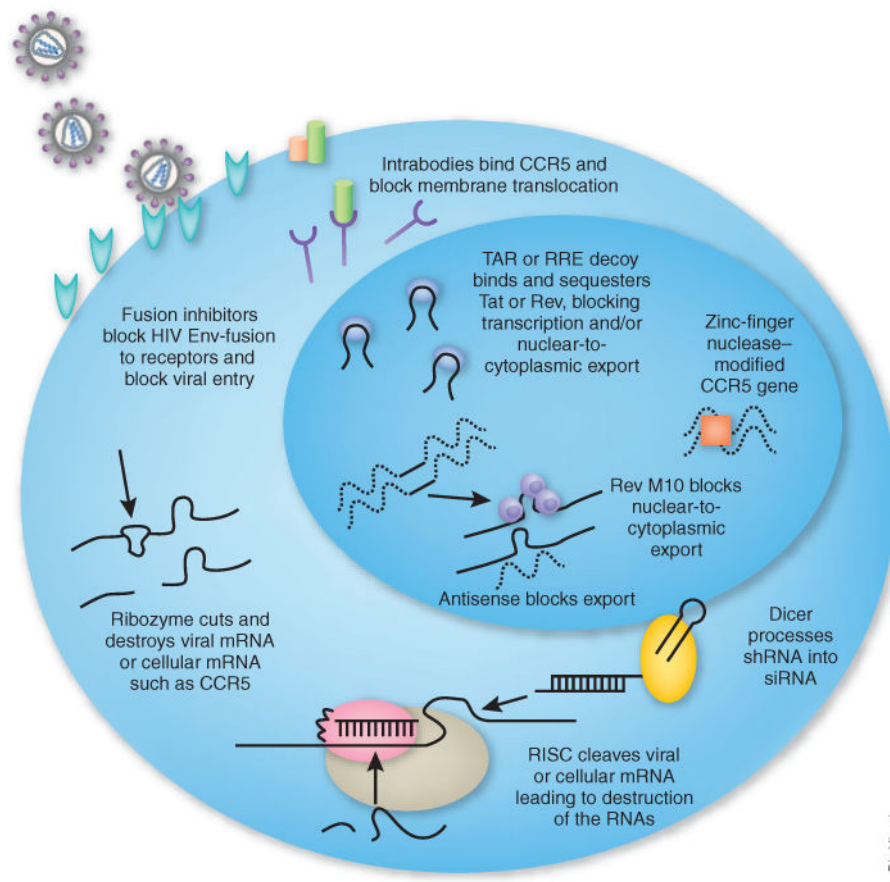 Intrabodies bind CCR5 and
block membrane translocation
TAR or RRE decoy
binds and sequesters
Tat or Rev, blocking
transcription and/or
nuclear-to-
cytoplasmic export
Zinc-finger
nuclease–
modified
CCR5 gene
Fusion inhibitors
block HIV Env-fusion
to receptors and
block viral entry
Rev M10 blocks
nuclear-to-
cytoplasmic
export
Antisense blocks export
Ribozyme cuts and
destroys viral mRNA
or cellular mRNA
such as CCR5
Dicer
processes
shRNA into
siRNA
RISC cleaves viral
or cellular mRNA
leading to destruction
of the RNAs